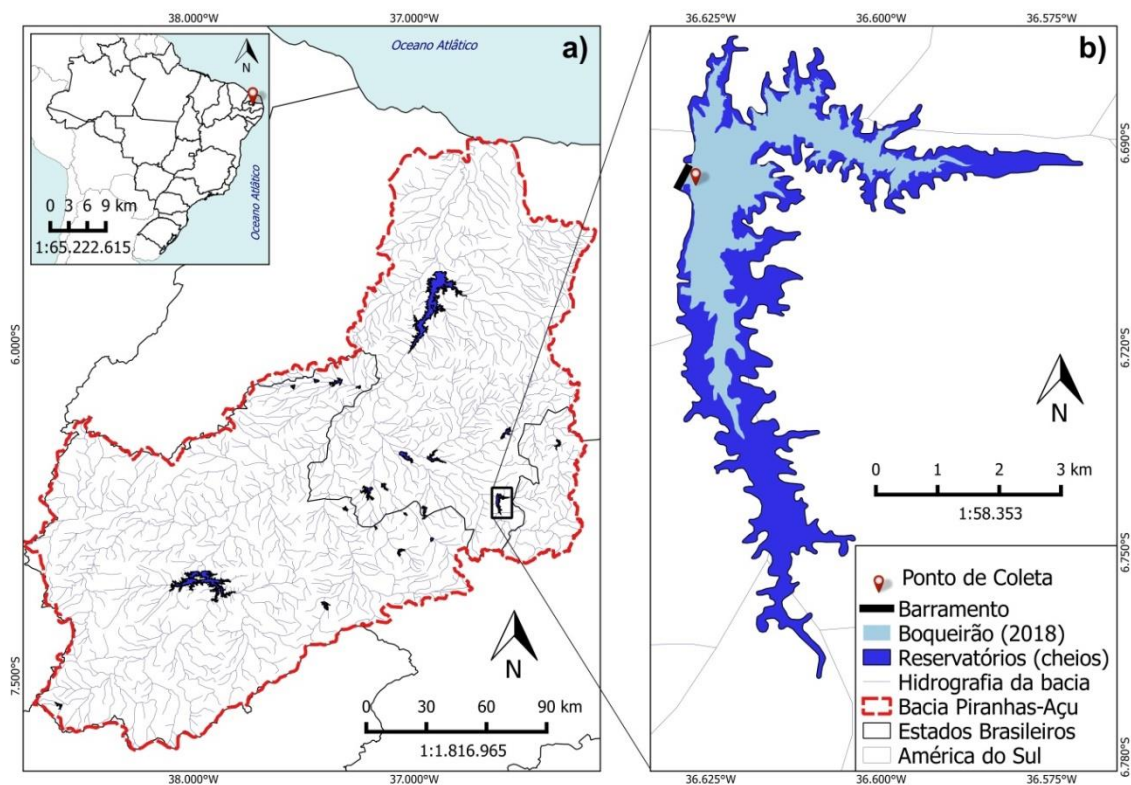 38.000°W
37.000°W
Oceano Atlâtico
a)
N
Oceano Atlâtico
0 3 6 9 km
1:65.222.615
6.000°S
7.500°S
N
0 30 60 90 km
1:1.816.965
38.000°W
37.000°W
36.625°W
36.600°W
36.575°W
b)
6.690°S
6.720°S
N
0 1 2 3 km
1:58.353
6.750°S
Ponto de Coleta
Barramento
Boqueirão (2018)
Reservatórios (cheios)
Hidrografia da bacia
Bacia Piranhas-Açu
Estados Brasileiros
América do Sul
6.780°S
36.625°W
36.600°W
36.575°W